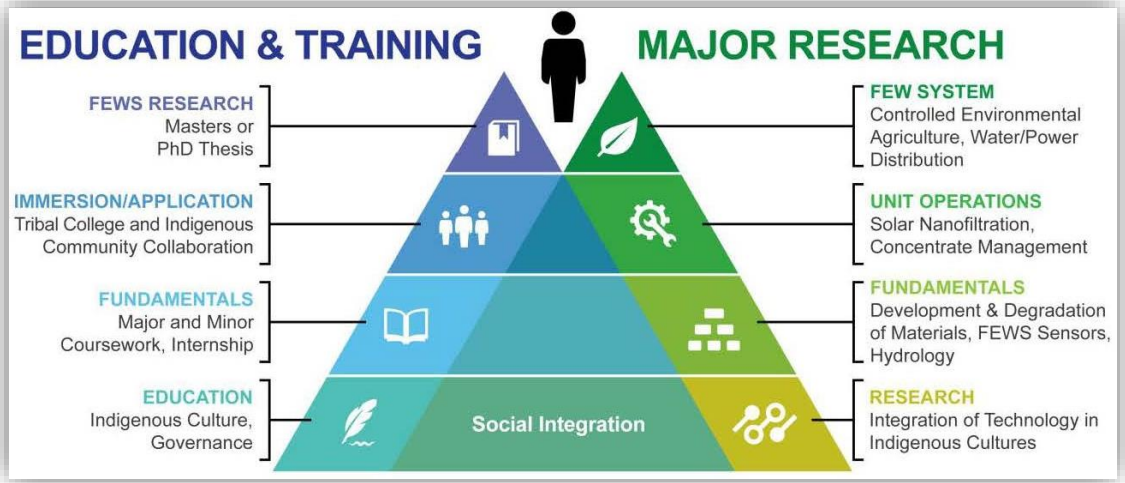 EDUCATION & TRAINING
MAJOR RESEARCH
FEWS RESEARCH
Masters or
PhD Thesis
IMMERSION/APPLICATION
Tribal College and Indigenous
Community Collaboration
FUNDAMENTALS
Major and Minor
Coursework, Internship
EDUCATION
Indigenous Culture,
Governance
Social Integration
FEW SYSTEM
Controlled Environmental
Agriculture, Water/Power
Distribution
UNIT OPERATIONS
Solar Nanofiltration,
Concentrate Management
FUNDAMENTALS
Development & Degradation
of Materials, FEWS Sensors,
Hydrology
RESEARCH
Integration of Technology in
Indigenous Cultures